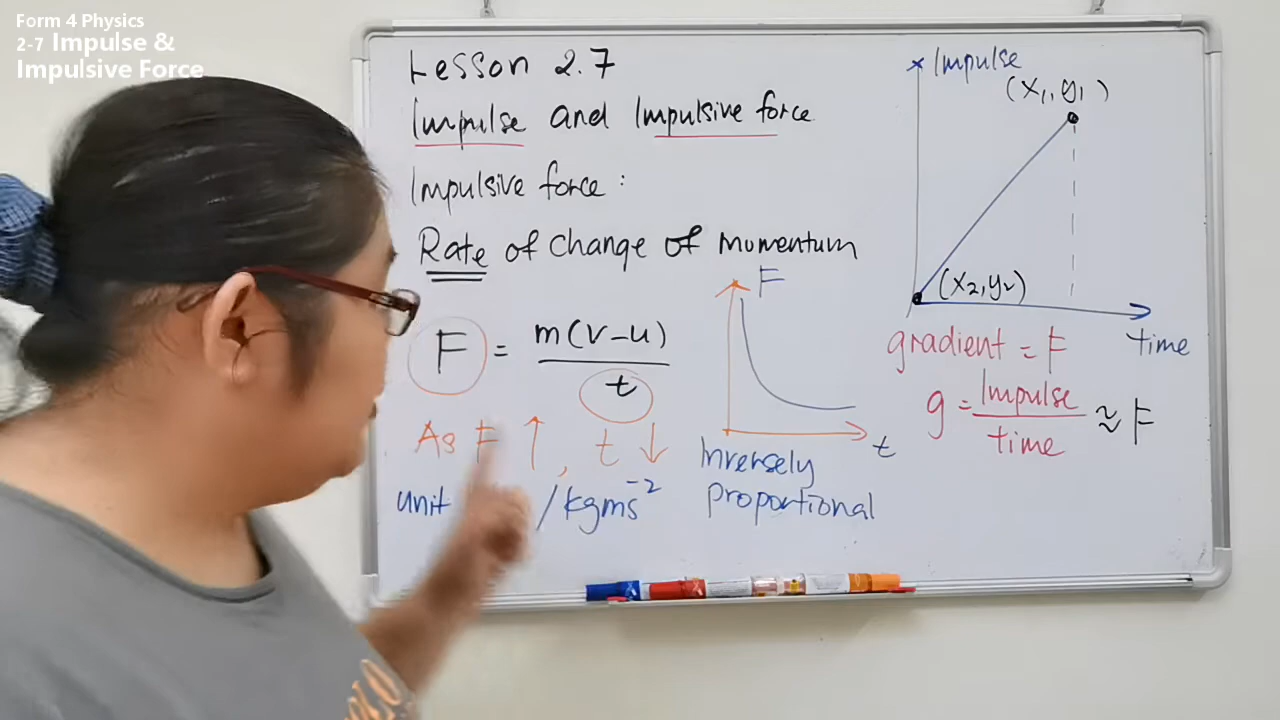 Form 4 Physics
2-7 Impulse &
Impulsive Force
Lesson 2.7
Impulse and Impulsive force
Impulsive force :
Rate of change of momentum
F = m(v-u)
t
As F ↑, t ↓
unit /kgms⁻²
F
t
Inversely
proportional
Impulse
(x₁, y₁)
(x₂, y₂)
time
gradient = F
g = Impulse ≈ F
time